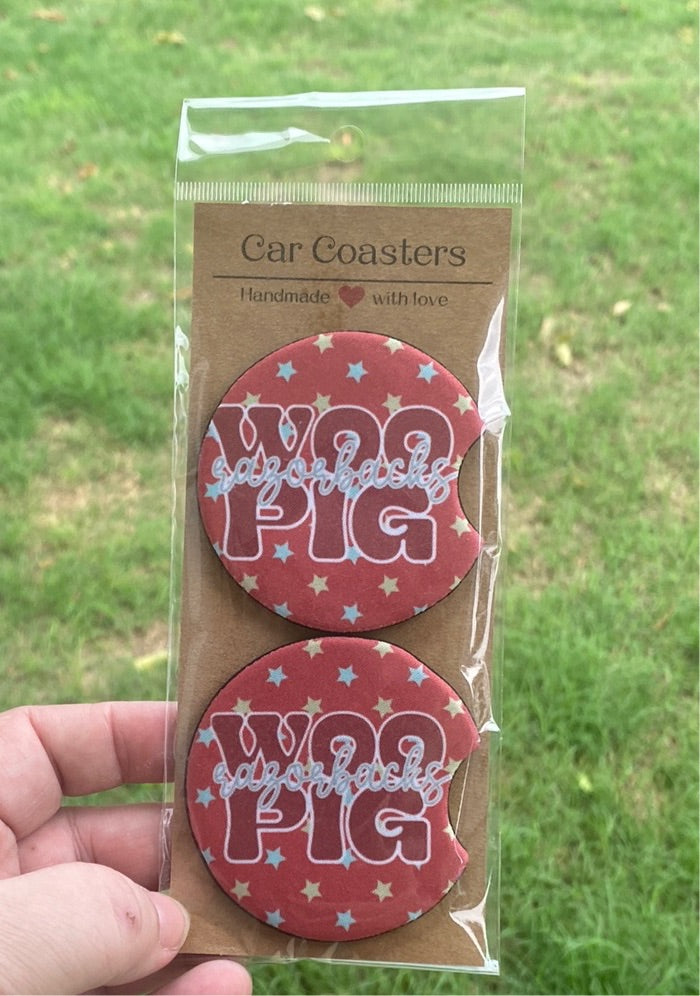 Car Coasters
Handmade with love
WOO
razorbacks
PIG
WOO
razorbacks
PIG